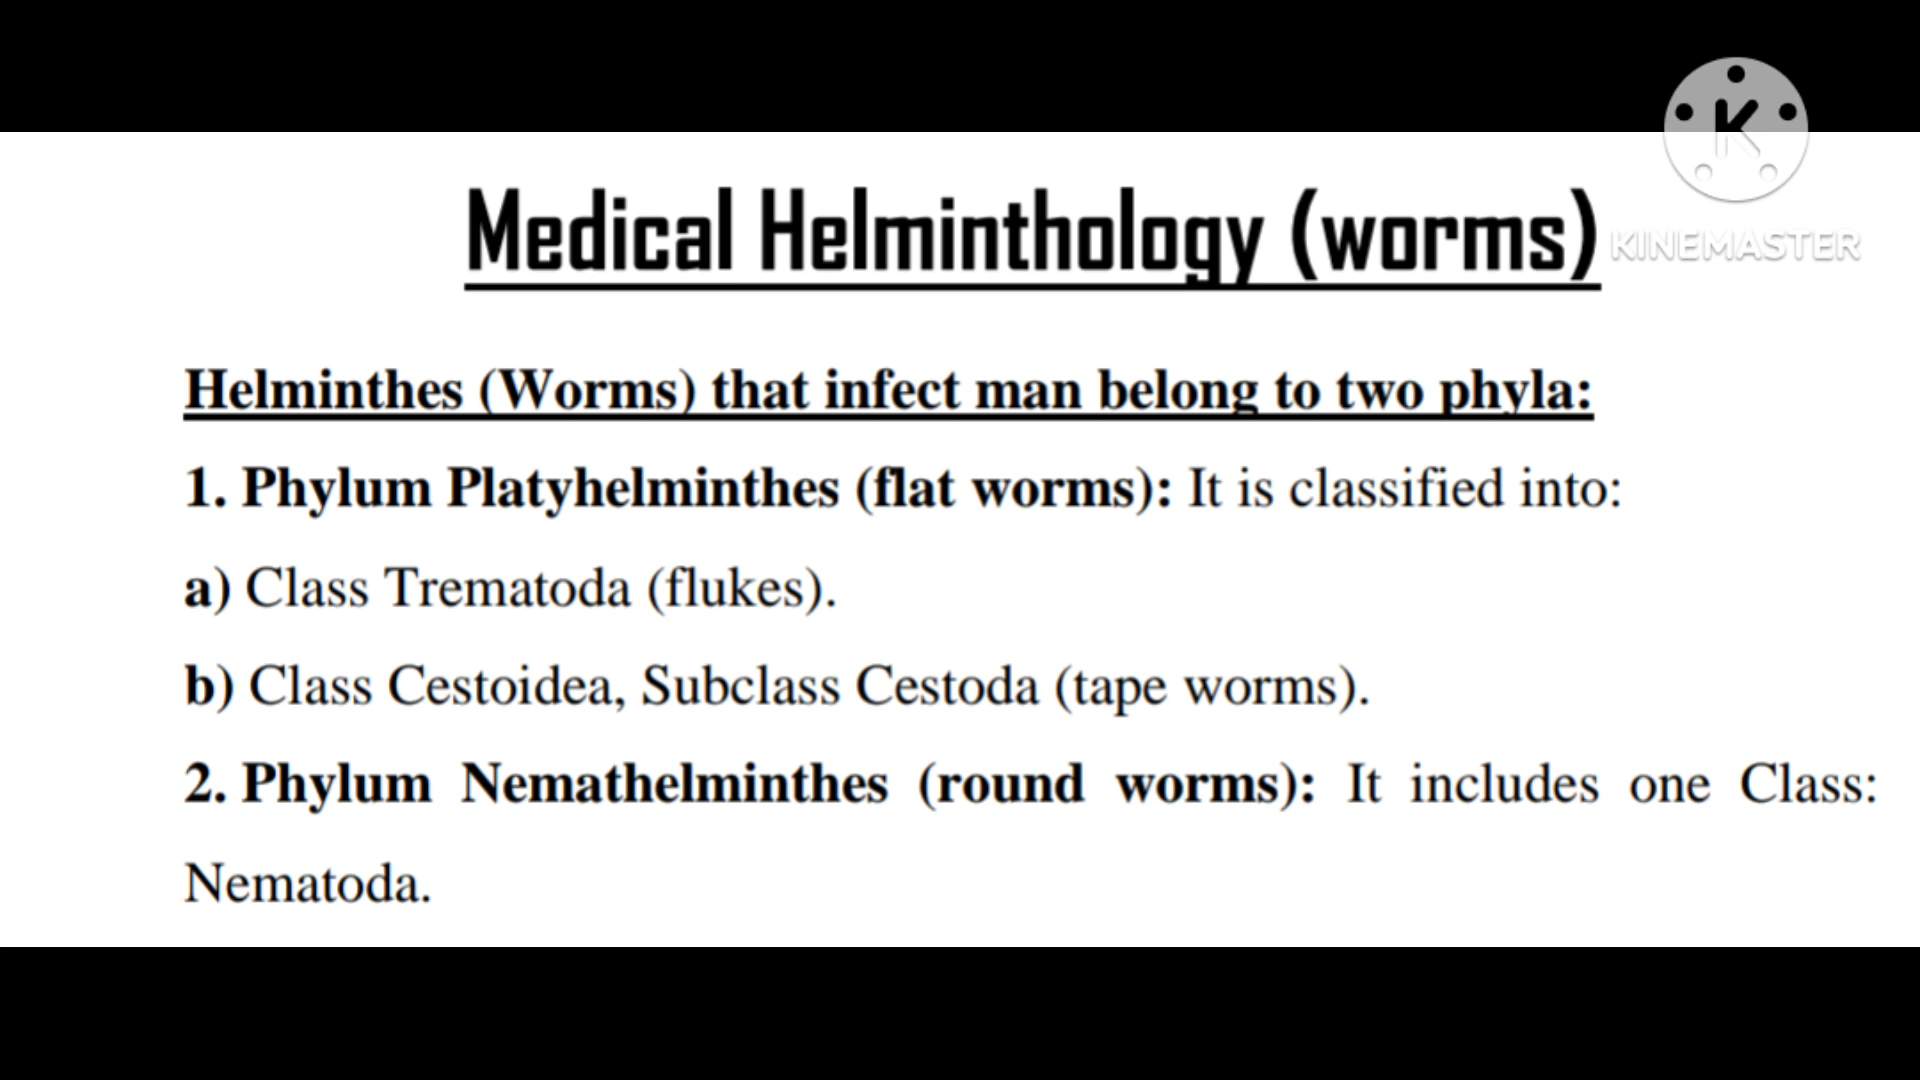 K
KINEMASTER
Medical Helminthology (worms)
Helminthes (Worms) that infect man belong to two phyla:
1. Phylum Platyhelminthes (flat worms): It is classified into:
a) Class Trematoda (flukes).
b) Class Cestoidea, Subclass Cestoda (tape worms).
2. Phylum Nemathelminthes (round worms): It includes one Class:
Nematoda.